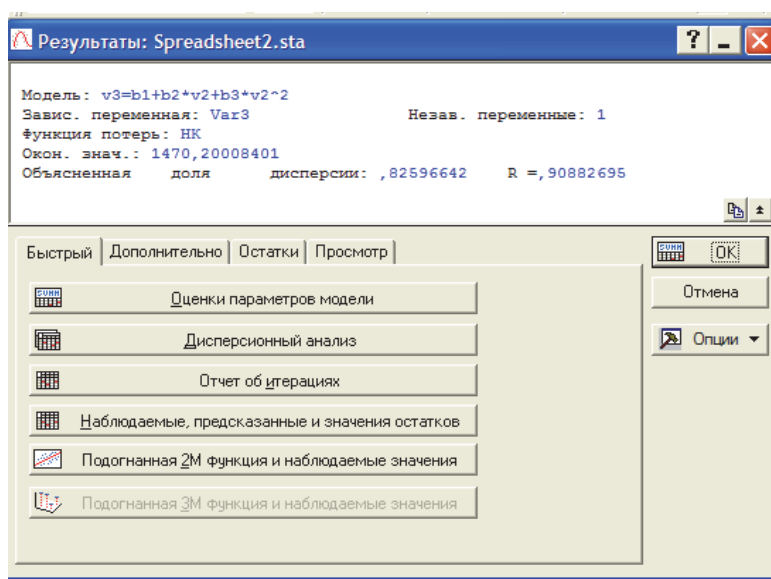 Результаты: Spreadsheet2.sta
Модель: v3=b1+b2*v2+b3*v2^2
Завис. переменная: Var3 Незав. переменные: 1
Функция потерь: НК
Окон. знач.: 1470,20008401
Объясненная доля дисперсии: ,82596642 R =,90882695
Быстрый Дополнительно Остатки Просмотр
Оценки параметров модели
Дисперсионный анализ
Отчет об итерациях
Наблюдаемые, предсказанные и значения остатков
Подогнанная 2М функция и наблюдаемые значения
Подогнанная 3М функция и наблюдаемые значения
OK
Отмена
Опции